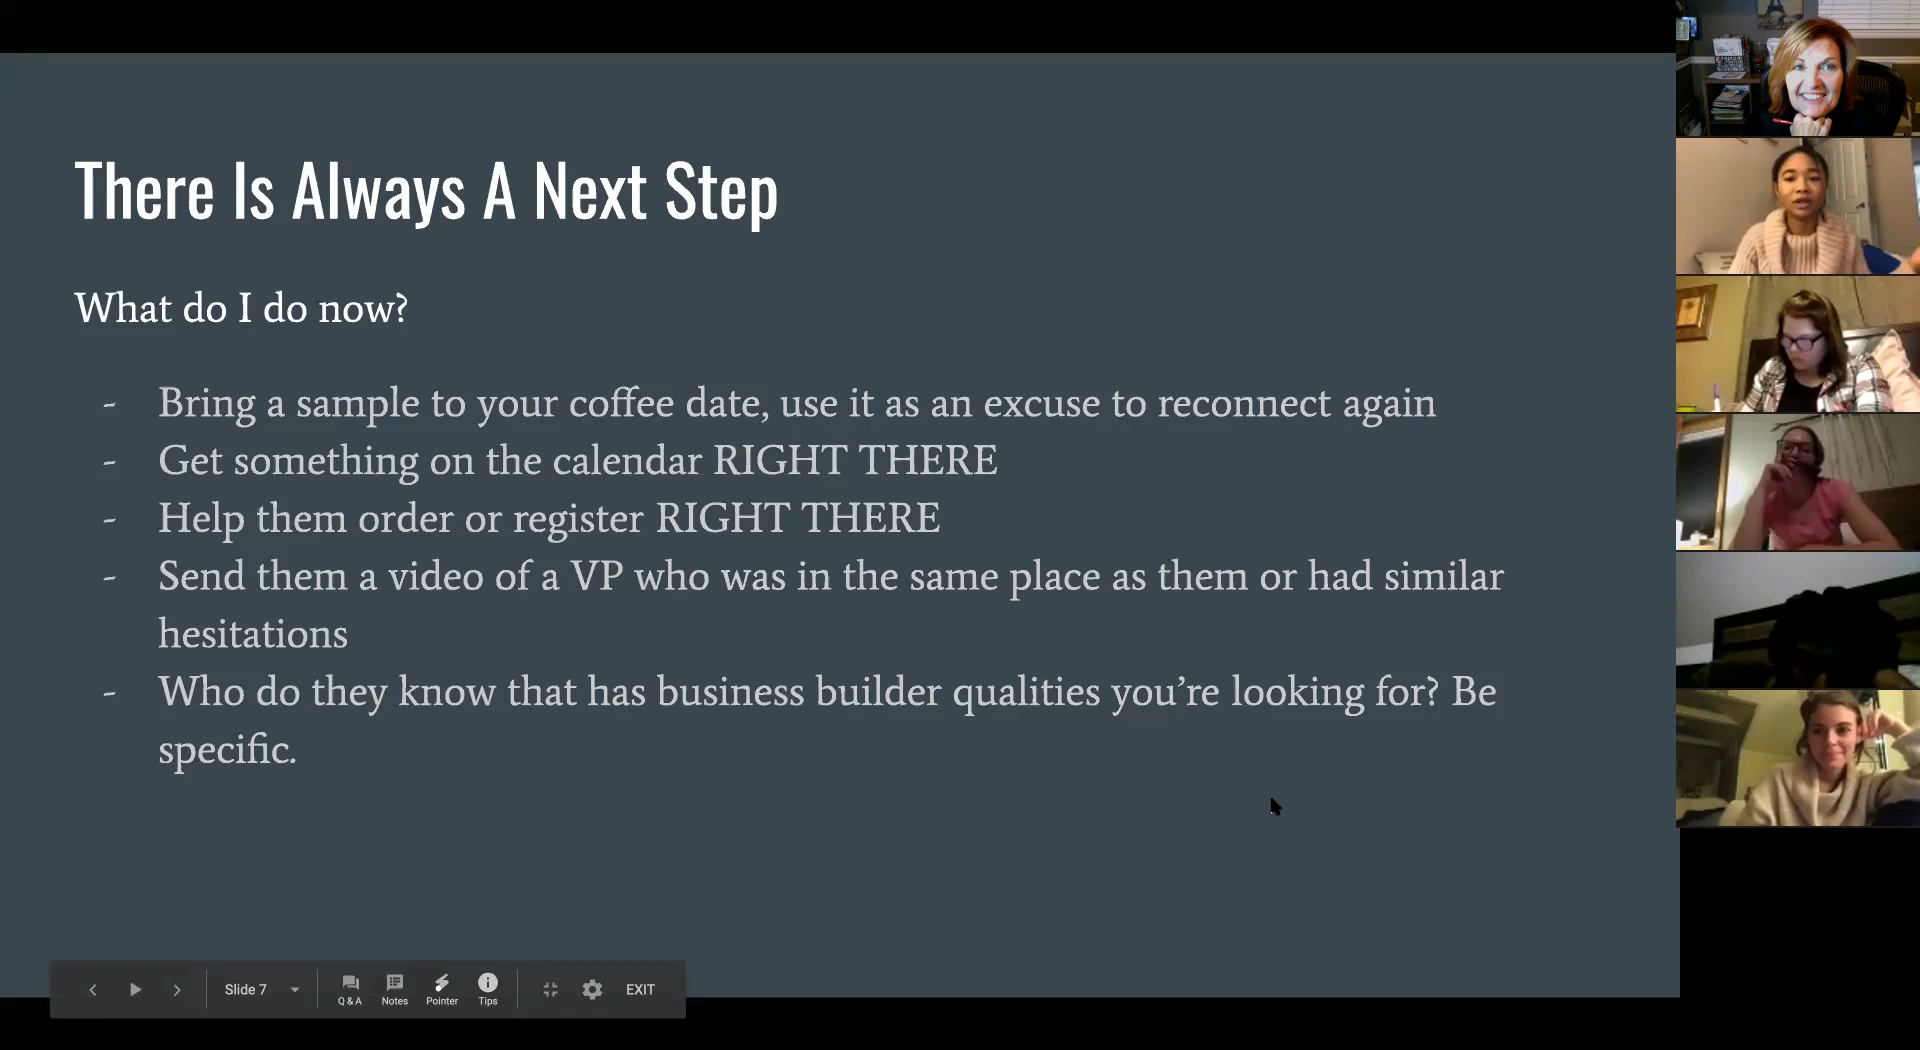 There Is Always A Next Step
What do I do now?
- Bring a sample to your coffee date, use it as an excuse to reconnect again
- Get something on the calendar RIGHT THERE
- Help them order or register RIGHT THERE
- Send them a video of a VP who was in the same place as them or had similar
hesitations
- Who do they know that has business builder qualities you're looking for? Be
specific.
Slide 7
Q & A
Notes
Pointer
Tips
EXIT